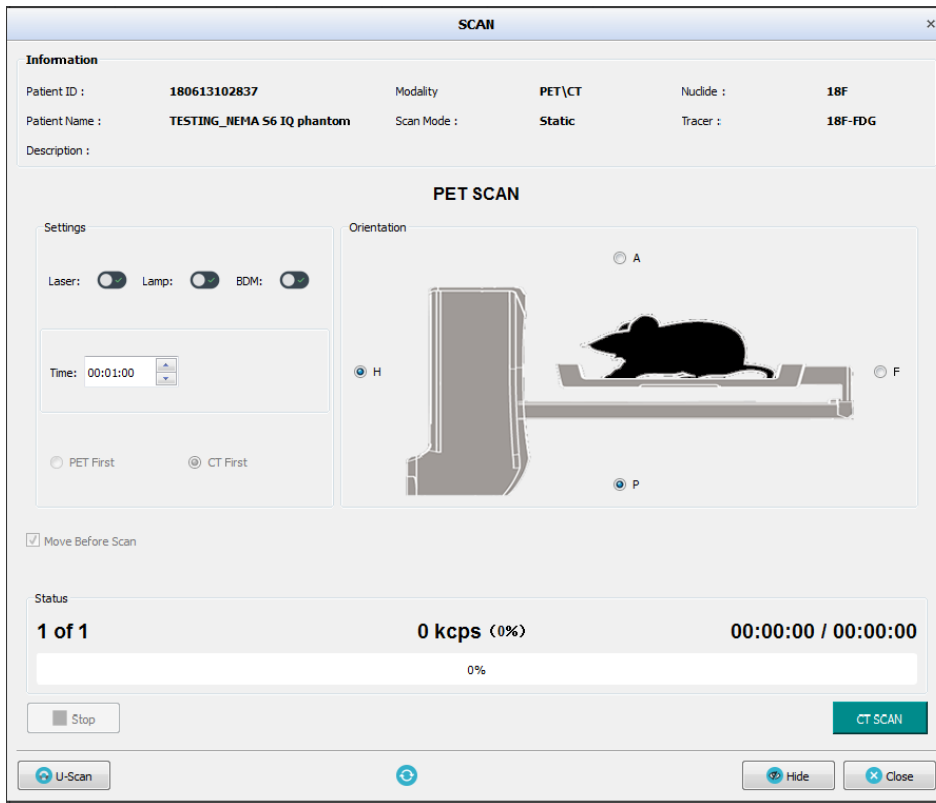 SCAN
Information
Patient ID : 180613102837 Modality PET\CT Nuclide : 18F
Patient Name : TESTING_NEMA S6 IQ phantom Scan Mode : Static Tracer : 18F-FDG
Description :
PET SCAN
Settings
Orientation
A
Laser: Lamp: BDM:
Time: 00:01:00
H
F
PET First CT First
P
Move Before Scan
Status
1 of 1 0 kcps (0%) 00:00:00 / 00:00:00
0%
Stop CT SCAN
U-Scan Hide Close